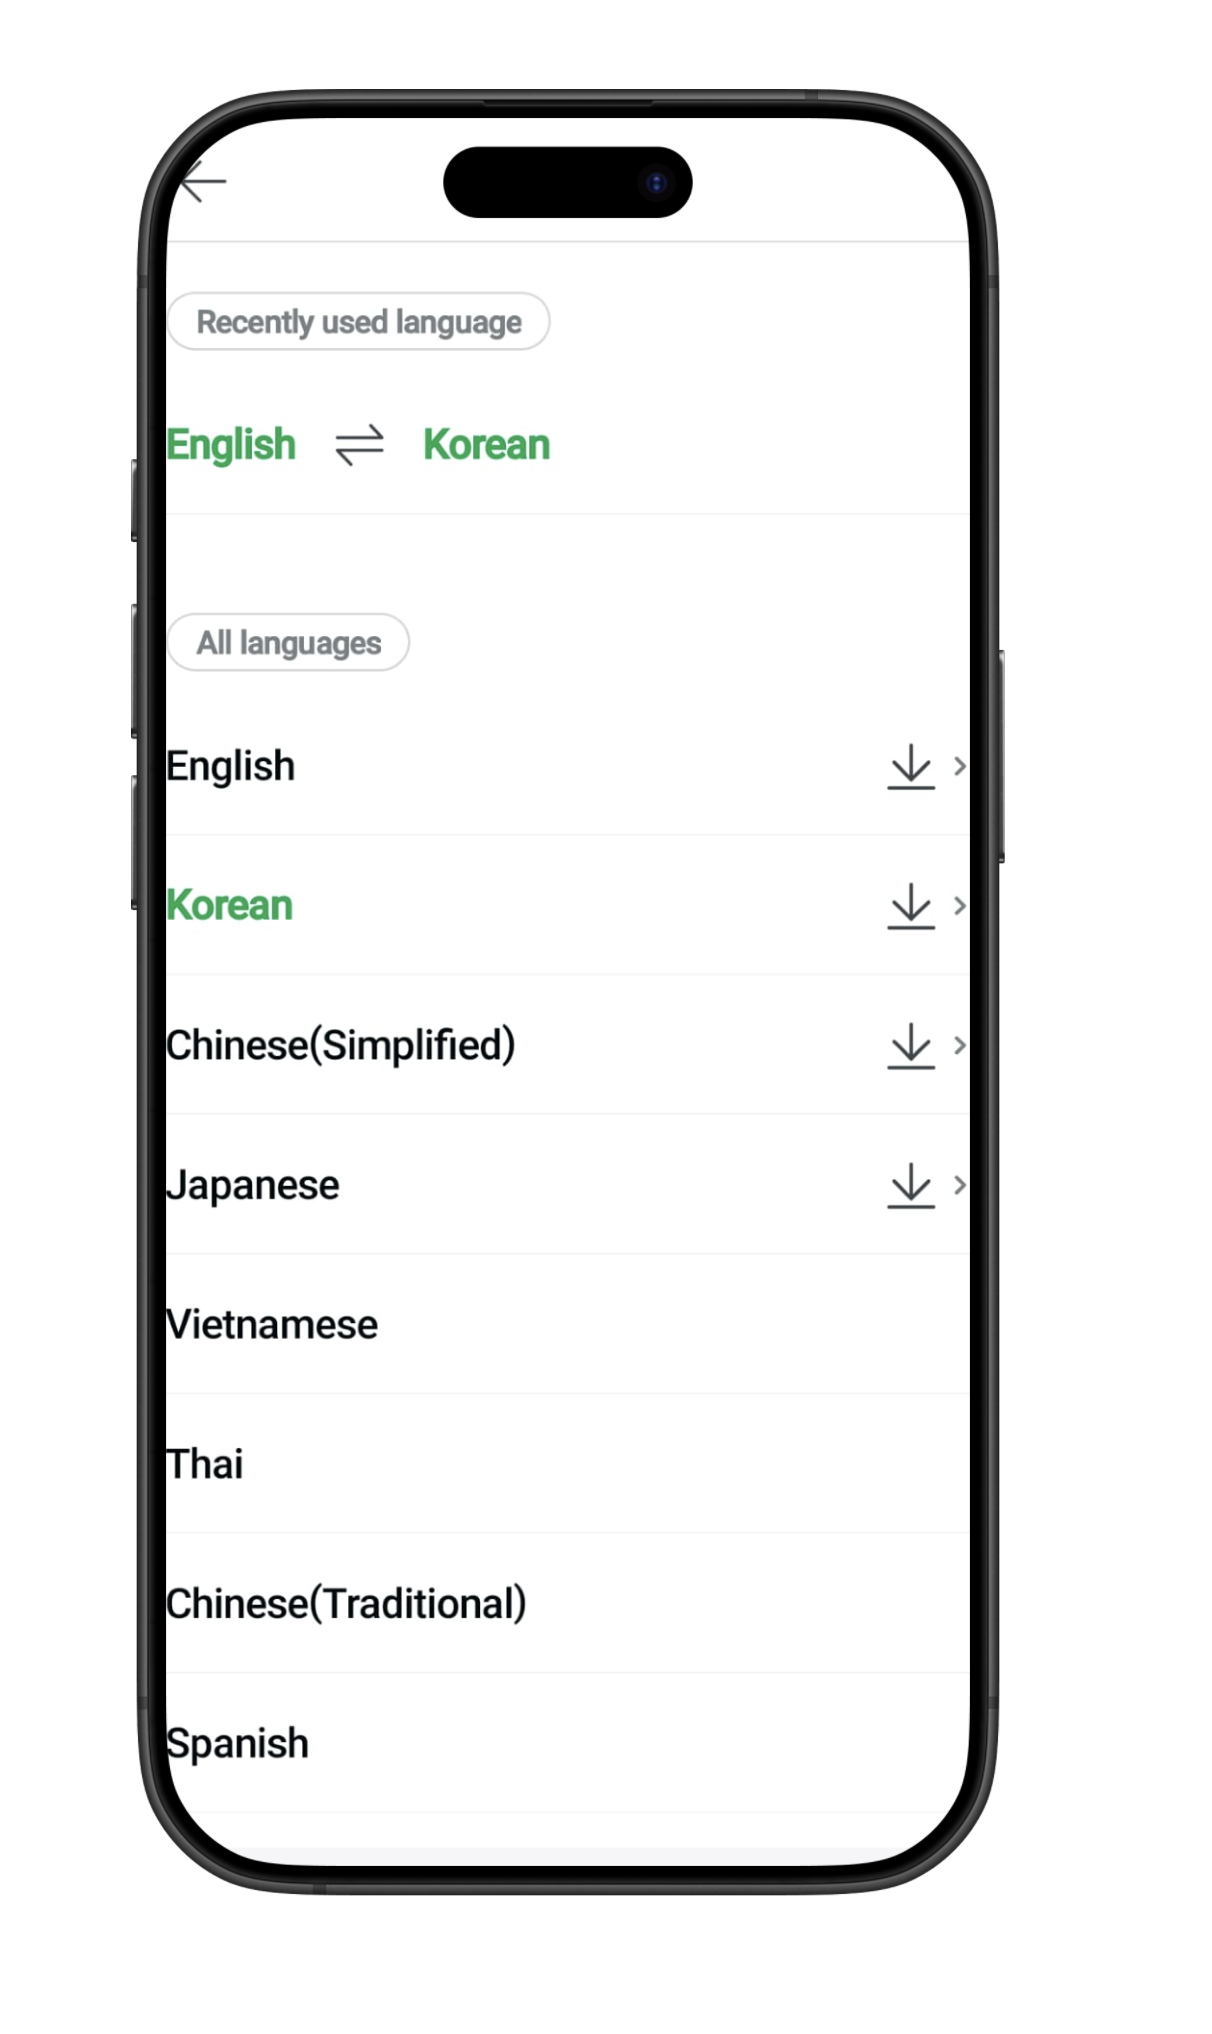 Recently used language
English Korean
All languages
English
Korean
Chinese(Simplified)
Japanese
Vietnamese
Thai
Chinese(Traditional)
Spanish